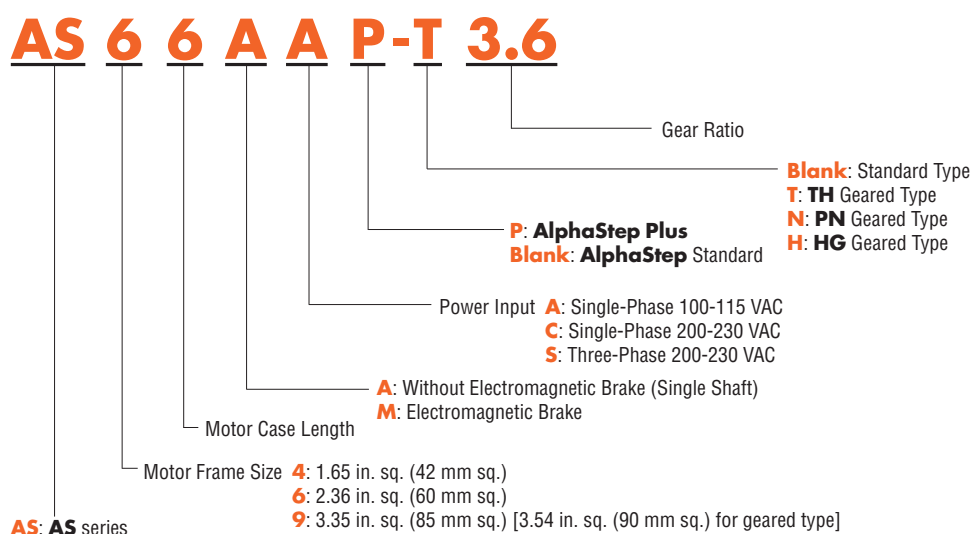 AS 6 6 A A P-T 3.6
Gear Ratio
Blank: Standard Type
T: TH Geared Type
N: PN Geared Type
H: HG Geared Type
P: AlphaStep Plus
Blank: AlphaStep Standard
Power Input A: Single-Phase 100-115 VAC
C: Single-Phase 200-230 VAC
S: Three-Phase 200-230 VAC
A: Without Electromagnetic Brake (Single Shaft)
M: Electromagnetic Brake
Motor Case Length
Motor Frame Size 4: 1.65 in. sq. (42 mm sq.)
6: 2.36 in. sq. (60 mm sq.)
9: 3.35 in. sq. (85 mm sq.) [3.54 in. sq. (90 mm sq.) for geared type]
AS: AS series